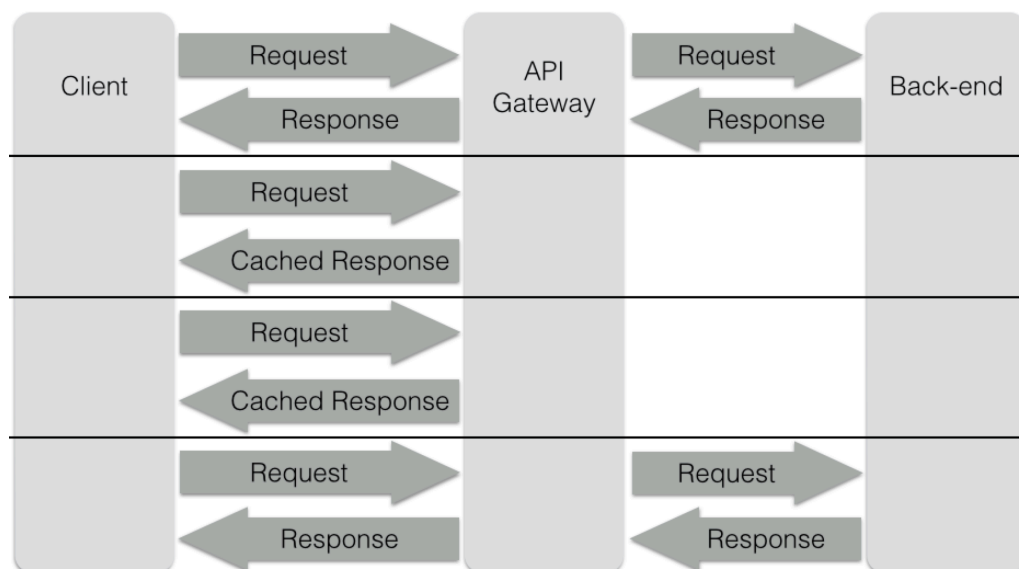 Client
Request
API
Gateway
Request
Back-end
Response
Response
Request
Cached Response
Request
Cached Response
Request
Request
Response
Response